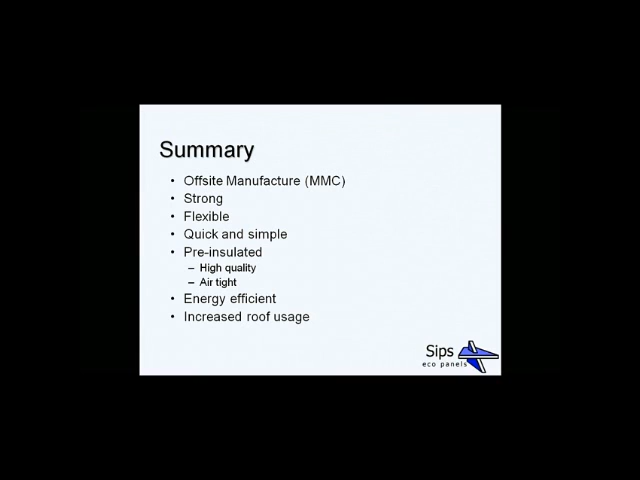 Summary
• Offsite Manufacture (MMC)
• Strong
• Flexible
• Quick and simple
• Pre-insulated
– High quality
– Air tight
• Energy efficient
• Increased roof usage
Sips
eco panels